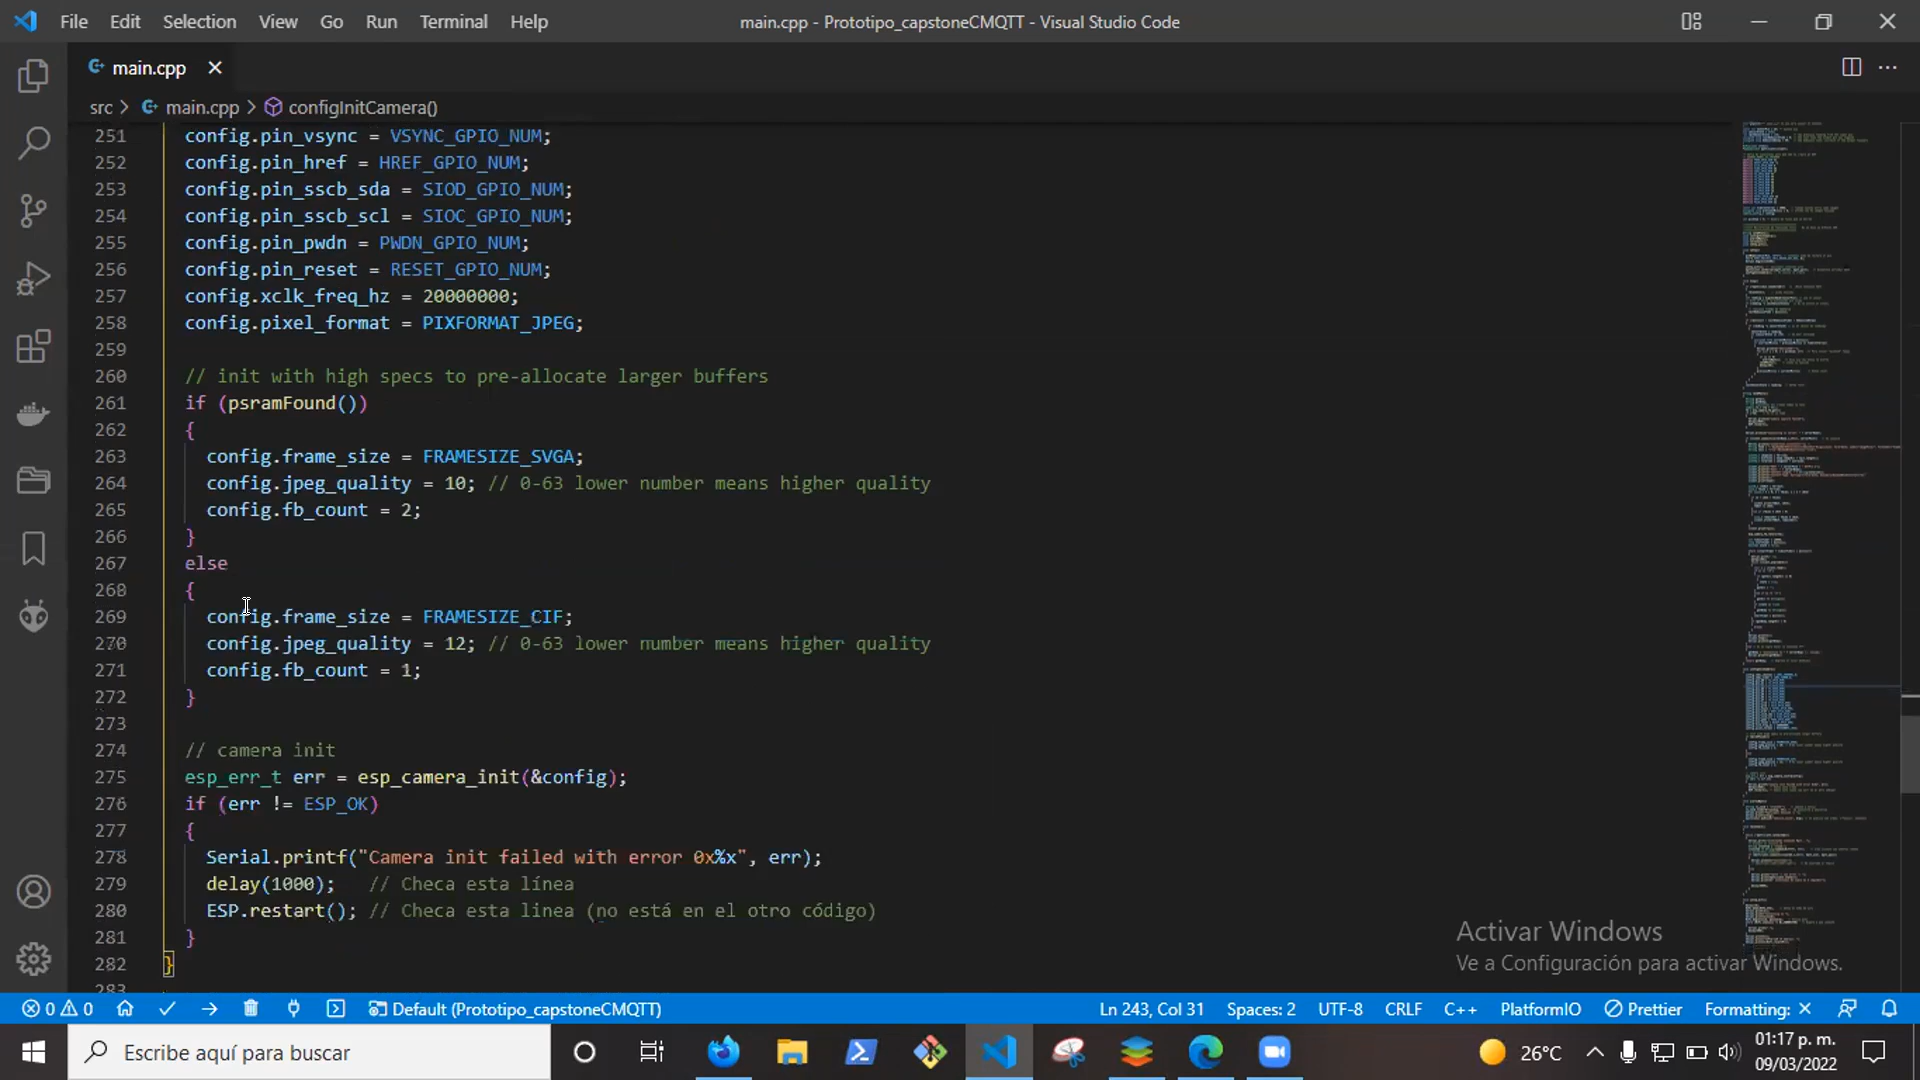 File Edit Selection View Go Run Terminal Help
main.cpp - Prototipo_capstoneCMQTT - Visual Studio Code
main.cpp
src > main.cpp > configInitCamera()
251 config.pin_vsync = VSYNC_GPIO_NUM;
252 config.pin_href = HREF_GPIO_NUM;
253 config.pin_sscb_sda = SIOD_GPIO_NUM;
254 config.pin_sscb_scl = SIOC_GPIO_NUM;
255 config.pin_pwdn = PWDN_GPIO_NUM;
256 config.pin_reset = RESET_GPIO_NUM;
257 config.xclk_freq_hz = 20000000;
258 config.pixel_format = PIXFORMAT_JPEG;
259
260 // init with high specs to pre-allocate larger buffers
261 if (psramFound())
262 {
263 config.frame_size = FRAMESIZE_SVGA;
264 config.jpeg_quality = 10; // 0-63 lower number means higher quality
265 config.fb_count = 2;
266 }
267 else
268 {
269 config.frame_size = FRAMESIZE_CIF;
270 config.jpeg_quality = 12; // 0-63 lower number means higher quality
271 config.fb_count = 1;
272 }
273
274 // camera init
275 esp_err_t err = esp_camera_init(&config);
276 if (err != ESP_OK)
277 {
278 Serial.printf("Camera init failed with error 0x%x", err);
279 delay(1000); // Checa esta línea
280 ESP.restart(); // Checa esta linea (no está en el otro código)
281 }
282 }
283
Activar Windows
Ve a Configuración para activar Windows.
0 0 Default (Prototipo_capstoneCMQTT) Ln 243, Col 31 Spaces: 2 UTF-8 CRLF C++ PlatformIO Prettier Formatting: ×
Escribe aquí para buscar
26°C
01:17 p. m.
09/03/2022